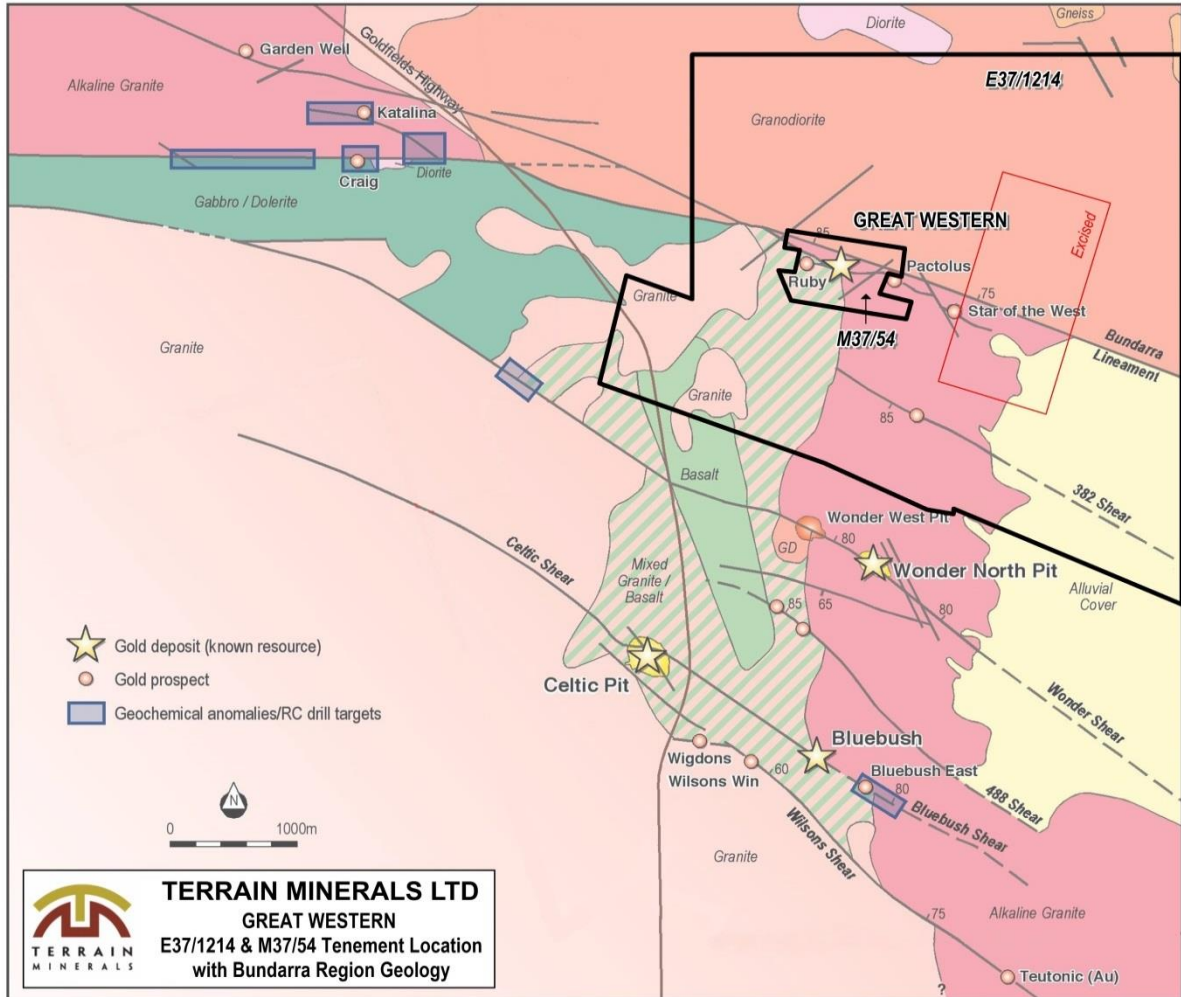 Gneiss
Diorite
Garden Well
Goldfields Highway
E37/1214
Alkaline Granite
Katalina
Granodiorite
Craig
Diorite
Excised
Gabbro / Dolerite
GREAT WESTERN
85
Ruby
Pactolus
75
Star of the West
Granite
M37/54
Bundarra
Lineament
Granite
Granite
85
Basalt
382 Shear
Wonder West Pit
GD
80
Wonder North Pit
Celtic Shear
Mixed
Granite /
Basalt
85
65
80
Alluvial
Cover
Gold deposit (known resource)
Gold prospect
Geochemical anomalies/RC drill targets
Celtic Pit
Wonder Shear
Bluebush
Wigdons
Wilsons Win
60
Bluebush East
80
488 Shear
Bluebush Shear
N
0
1000m
Wilsons Shear
Granite
75
Alkaline Granite
Teutonic (Au)
?
TERRAIN
MINERALS
TERRAIN MINERALS LTD
GREAT WESTERN
E37/1214 & M37/54 Tenement Location
with Bundarra Region Geology